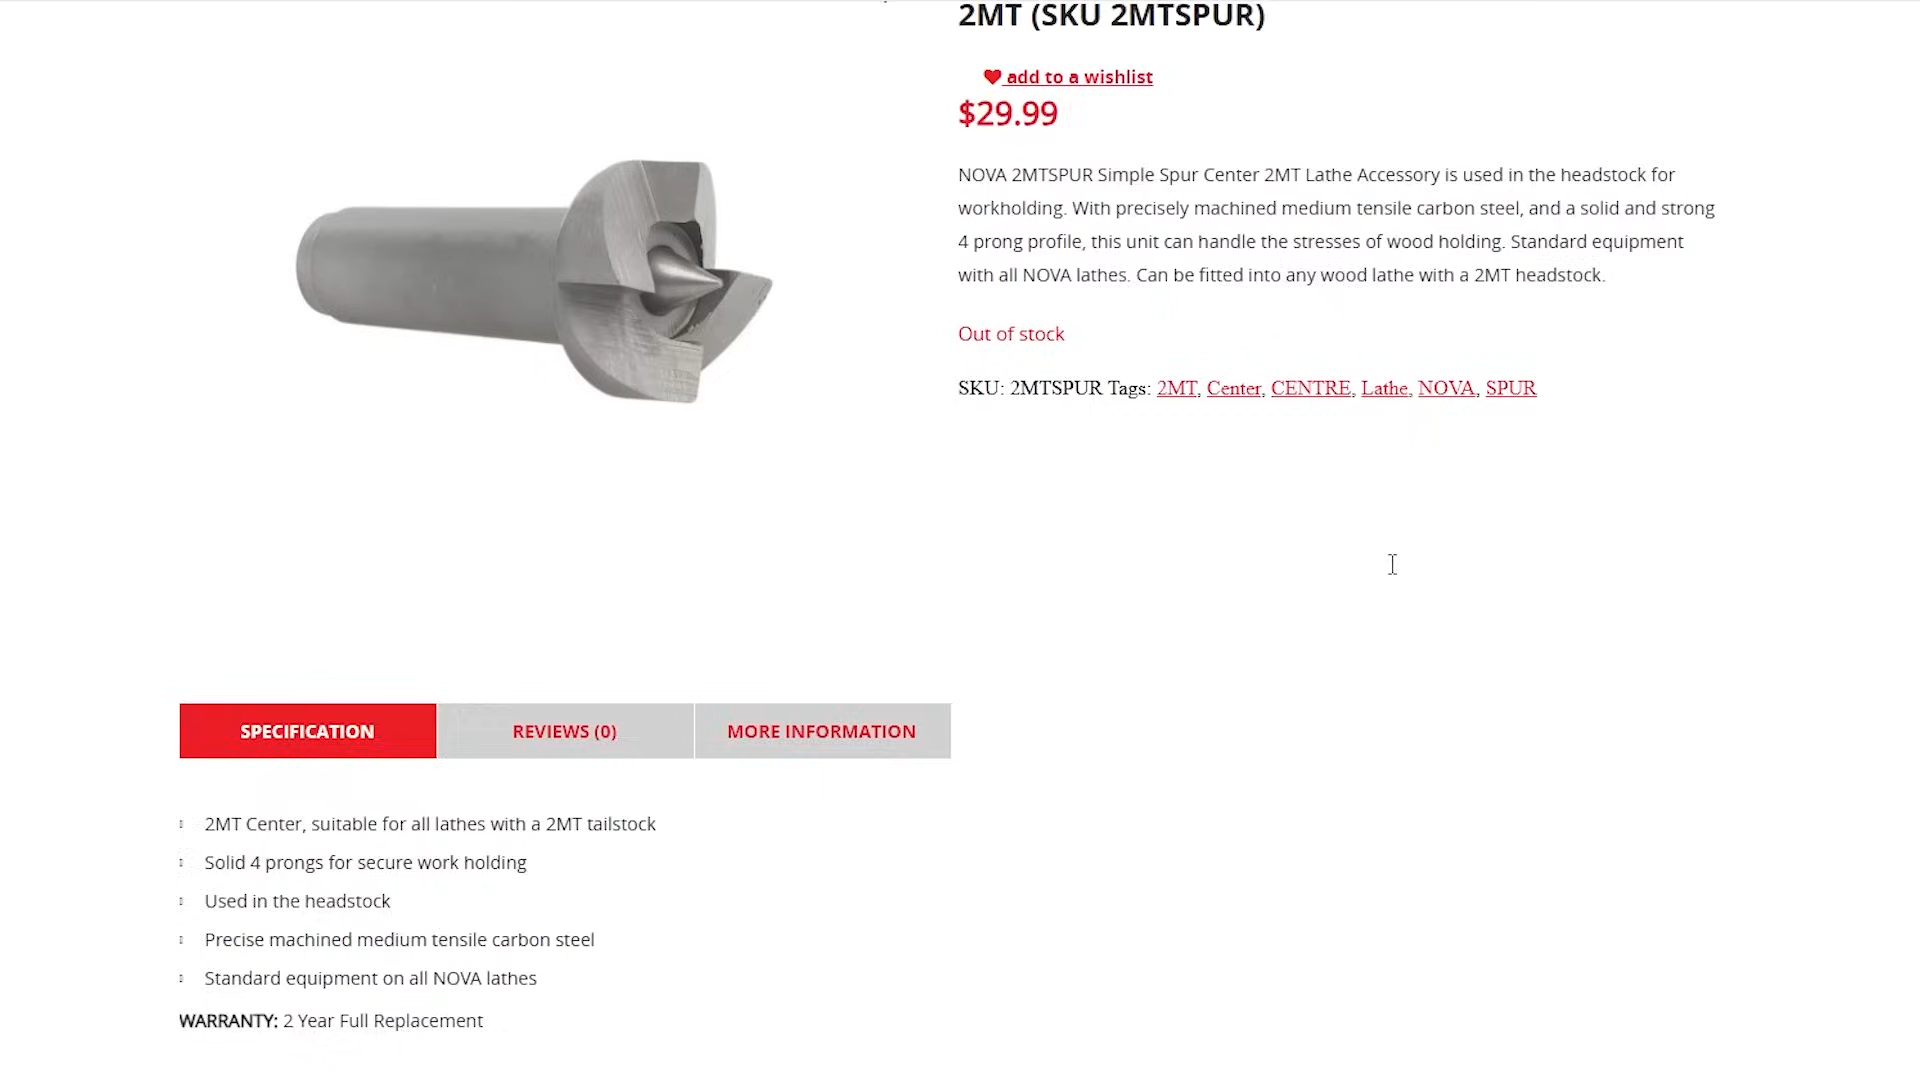 2MT (SKU 2MTSPUR)
add to a wishlist
$29.99
NOVA 2MTSPUR Simple Spur Center 2MT Lathe Accessory is used in the headstock for
workholding. With precisely machined medium tensile carbon steel, and a solid and strong
4 prong profile, this unit can handle the stresses of wood holding. Standard equipment
with all NOVA lathes. Can be fitted into any wood lathe with a 2MT headstock.
Out of stock
SKU: 2MTSPUR Tags: 2MT, Center, CENTRE, Lathe, NOVA, SPUR
SPECIFICATION
REVIEWS (0)
MORE INFORMATION
2MT Center, suitable for all lathes with a 2MT tailstock
Solid 4 prongs for secure work holding
Used in the headstock
Precise machined medium tensile carbon steel
Standard equipment on all NOVA lathes
WARRANTY: 2 Year Full Replacement